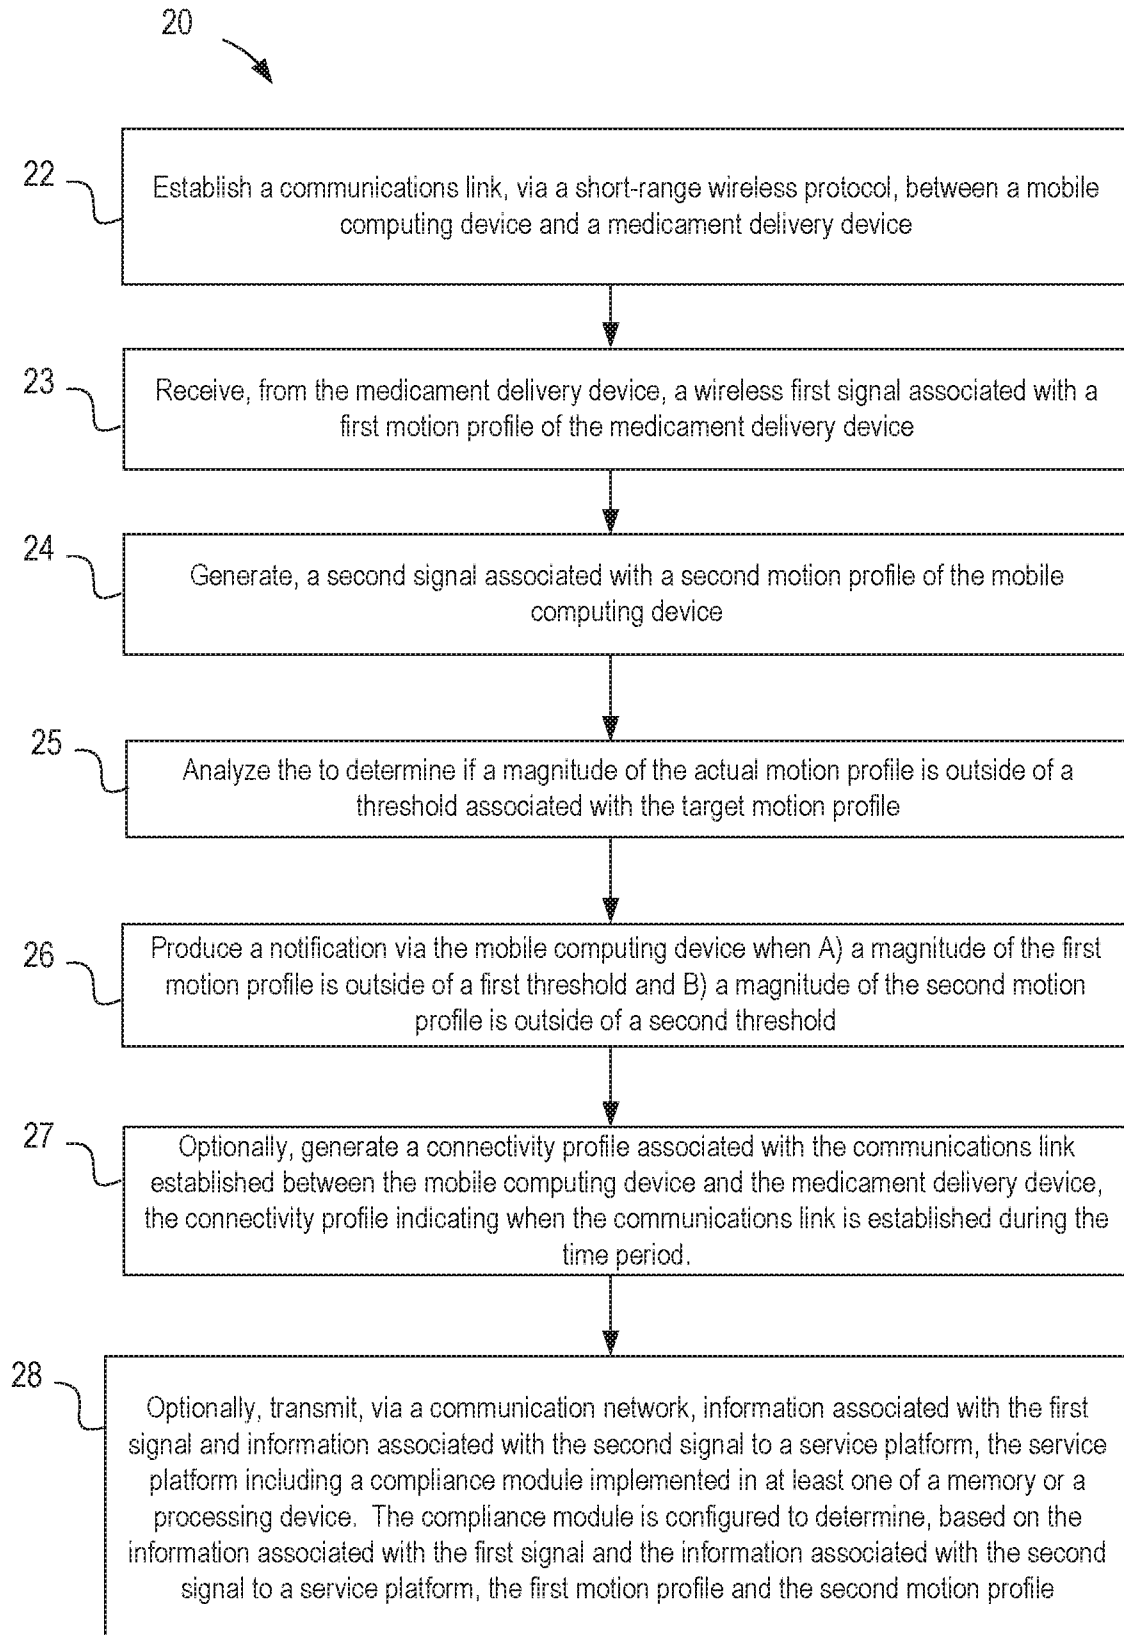 20
22
Establish a communications link, via a short-range wireless protocol, between a mobile
computing device and a medicament delivery device
23
Receive, from the medicament delivery device, a wireless first signal associated with a
first motion profile of the medicament delivery device
24
Generate, a second signal associated with a second motion profile of the mobile
computing device
25
Analyze the to determine if a magnitude of the actual motion profile is outside of a
threshold associated with the target motion profile
26
Produce a notification via the mobile computing device when A) a magnitude of the first
motion profile is outside of a first threshold and B) a magnitude of the second motion
profile is outside of a second threshold
27
Optionally, generate a connectivity profile associated with the communications link
established between the mobile computing device and the medicament delivery device,
the connectivity profile indicating when the communications link is established during the
time period.
28
Optionally, transmit, via a communication network, information associated with the first
signal and information associated with the second signal to a service platform, the service
platform including a compliance module implemented in at least one of a memory or a
processing device.  The compliance module is configured to determine, based on the
information associated with the first signal and the information associated with the second
signal to a service platform, the first motion profile and the second motion profile